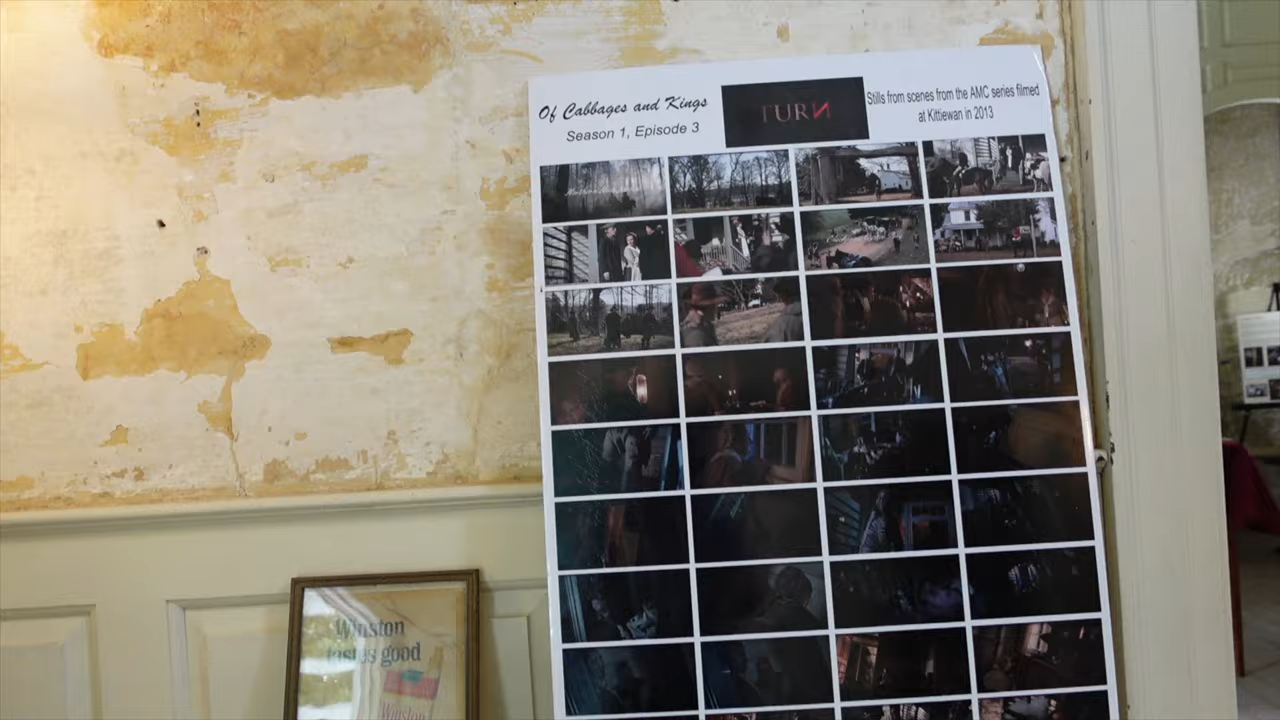 Of Cabbages and Kings
Season 1, Episode 3
TURN
Stills from scenes from the AMC series filmed
at Kittiewan in 2013
Winston
tastes good
Winston